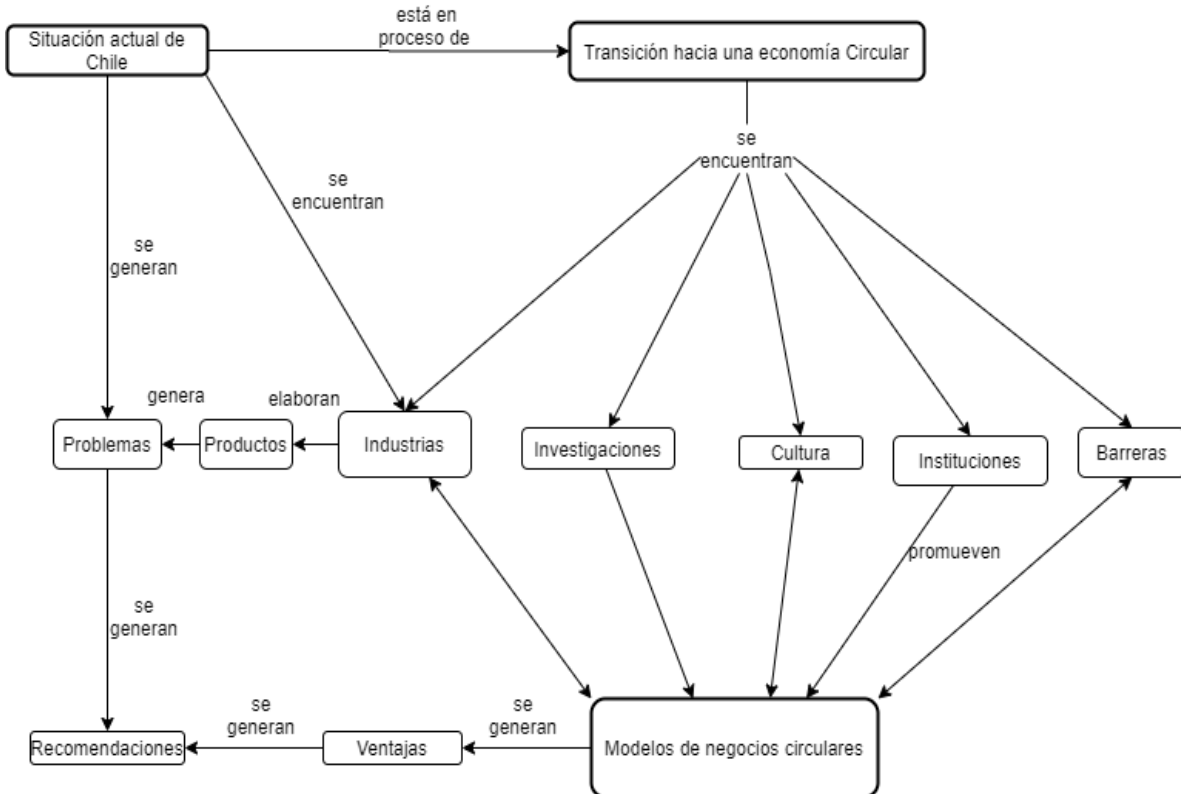 está en
proceso de
Situación actual de
Chile
Transición hacia una economía Circular
se
encuentran
se
encuentran
se
generan
genera
elaboran
Problemas
Productos
Industrias
Investigaciones
Cultura
Instituciones
Barreras
promueven
se
generan
se
generan
se
generan
Recomendaciones
Ventajas
Modelos de negocios circulares